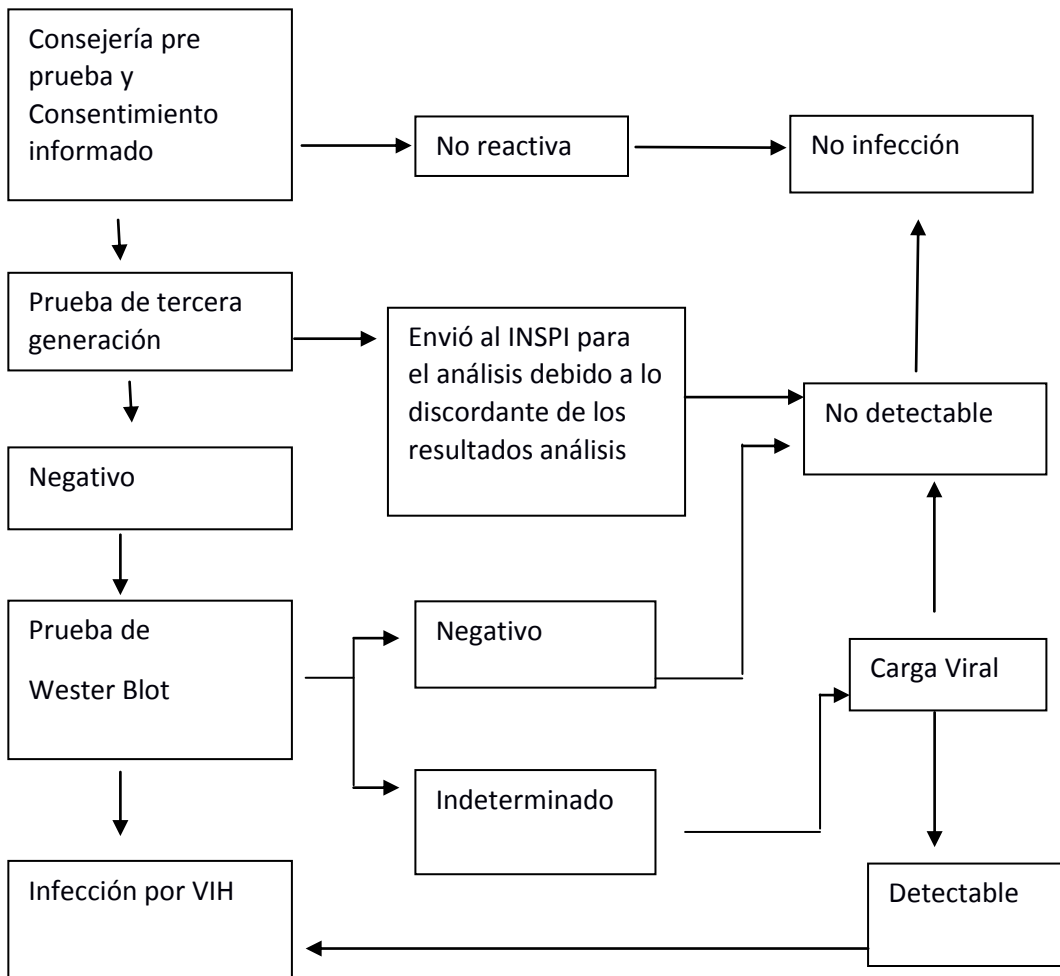 Consejería pre
prueba y
Consentimiento
informado
No reactiva
No infección
Prueba de tercera
generación
Envió al INSPI para
el análisis debido a lo
discordante de los
resultados análisis
No detectable
Negativo
Prueba de
Wester Blot
Negativo
Carga Viral
Indeterminado
Infección por VIH
Detectable